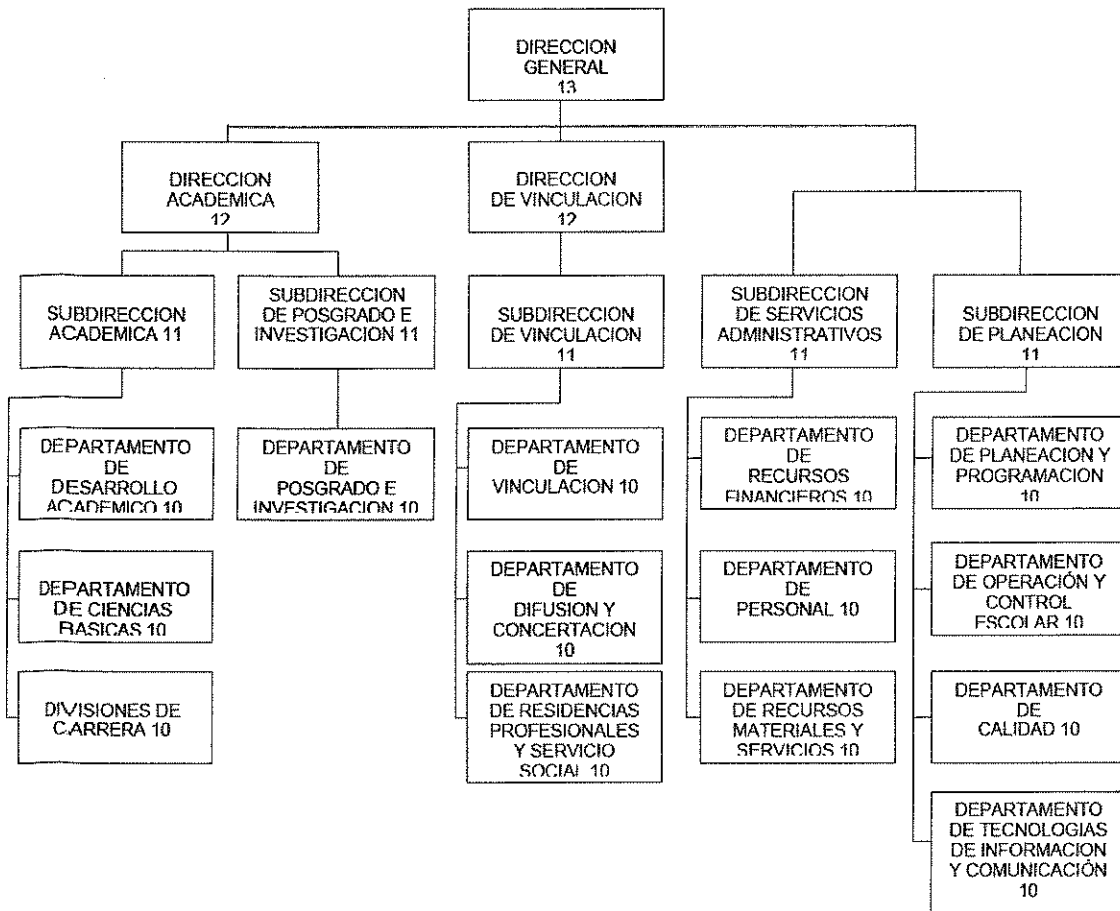 DIRECCION
GENERAL
13
DIRECCION
ACADEMICA
12
DIRECCION
DE VINCULACION
12
SUBDIRECCION
ACADEMICA 11
SUBDIRECCION
DE POSGRADO E
INVESTIGACION 11
SUBDIRECCION
DE VINCULACION
11
SUBDIRECCION
DE SERVICIOS
ADMINISTRATIVOS
11
SUBDIRECCION
DE PLANEACION
11
DEPARTAMENTO
DE
DESARROLLO
ACADEMICO 10
DEPARTAMENTO
DE
POSGRADO E
INVESTIGACION 10
DEPARTAMENTO
DE
VINCULACION 10
DEPARTAMENTO
DE
RECURSOS
FINANCIEROS 10
DEPARTAMENTO
DE PLANEACION Y
PROGRAMACION
10
DEPARTAMENTO
DE CIENCIAS
BASICAS 10
DEPARTAMENTO
DE
DIFUSION Y
CONCERTACION
10
DEPARTAMENTO
DE
PERSONAL 10
DEPARTAMENTO
DE OPERACIÓN Y
CONTROL
ESCOLAR 10
DIVISIONES DE
CARRERA 10
DEPARTAMENTO
DE RESIDENCIAS
PROFESIONALES
Y SERVICIO
SOCIAL 10
DEPARTAMENTO
DE RECURSOS
MATERIALES Y
SERVICIOS 10
DEPARTAMENTO
DE
CALIDAD 10
DEPARTAMENTO
DE TECNOLOGIAS
DE INFORMACION
Y COMUNICACIÓN
10